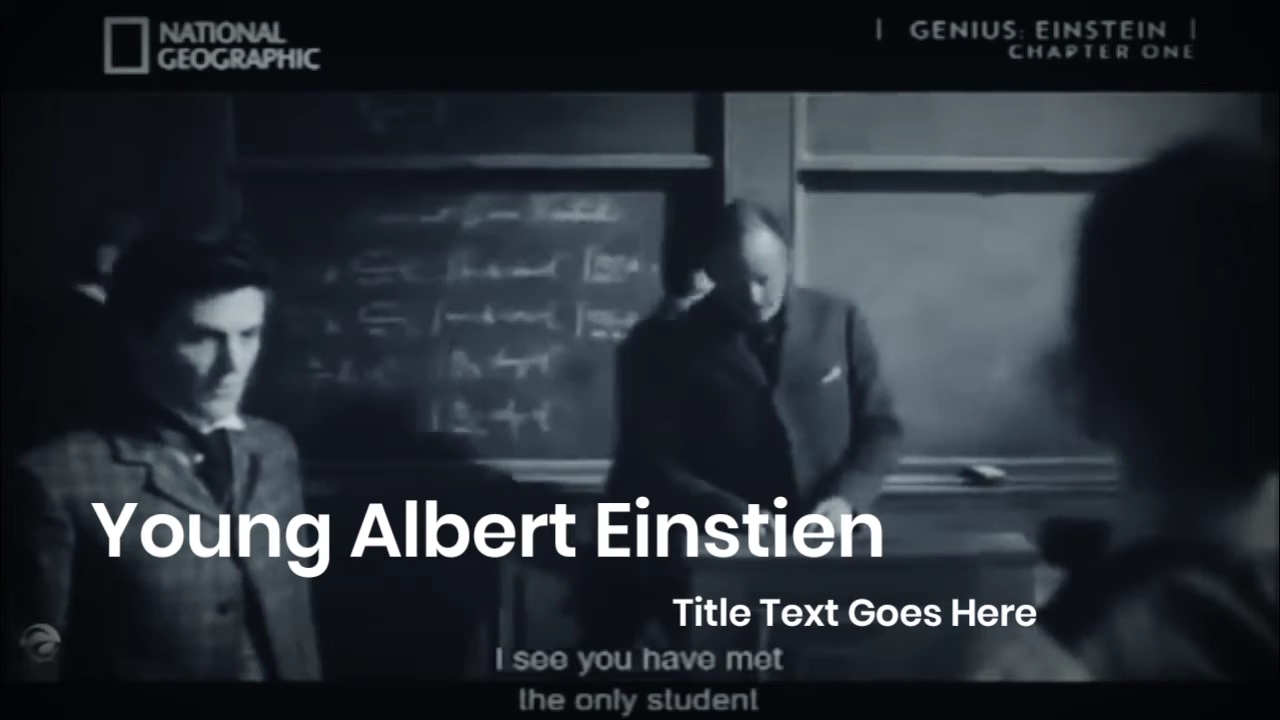 NATIONAL
GEOGRAPHIC
| GENIUS: EINSTEIN |
CHAPTER ONE
Young Albert Einstien
Title Text Goes Here
I see you have met
the only student